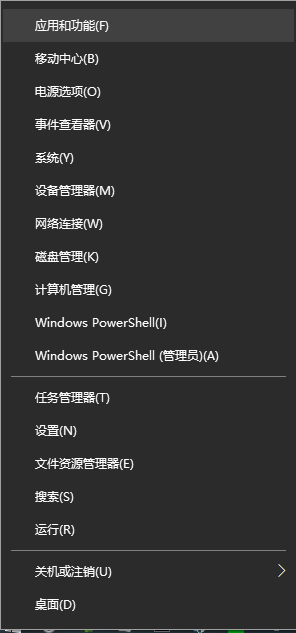 应用和功能(F)
移动中心(B)
电源选项(O)
事件查看器(V)
系统(Y)
设备管理器(M)
网络连接(W)
磁盘管理(K)
计算机管理(G)
Windows PowerShell(I)
Windows PowerShell (管理员)(A)
任务管理器(T)
设置(N)
文件资源管理器(E)
搜索(S)
运行(R)
关机或注销(U)
桌面(D)